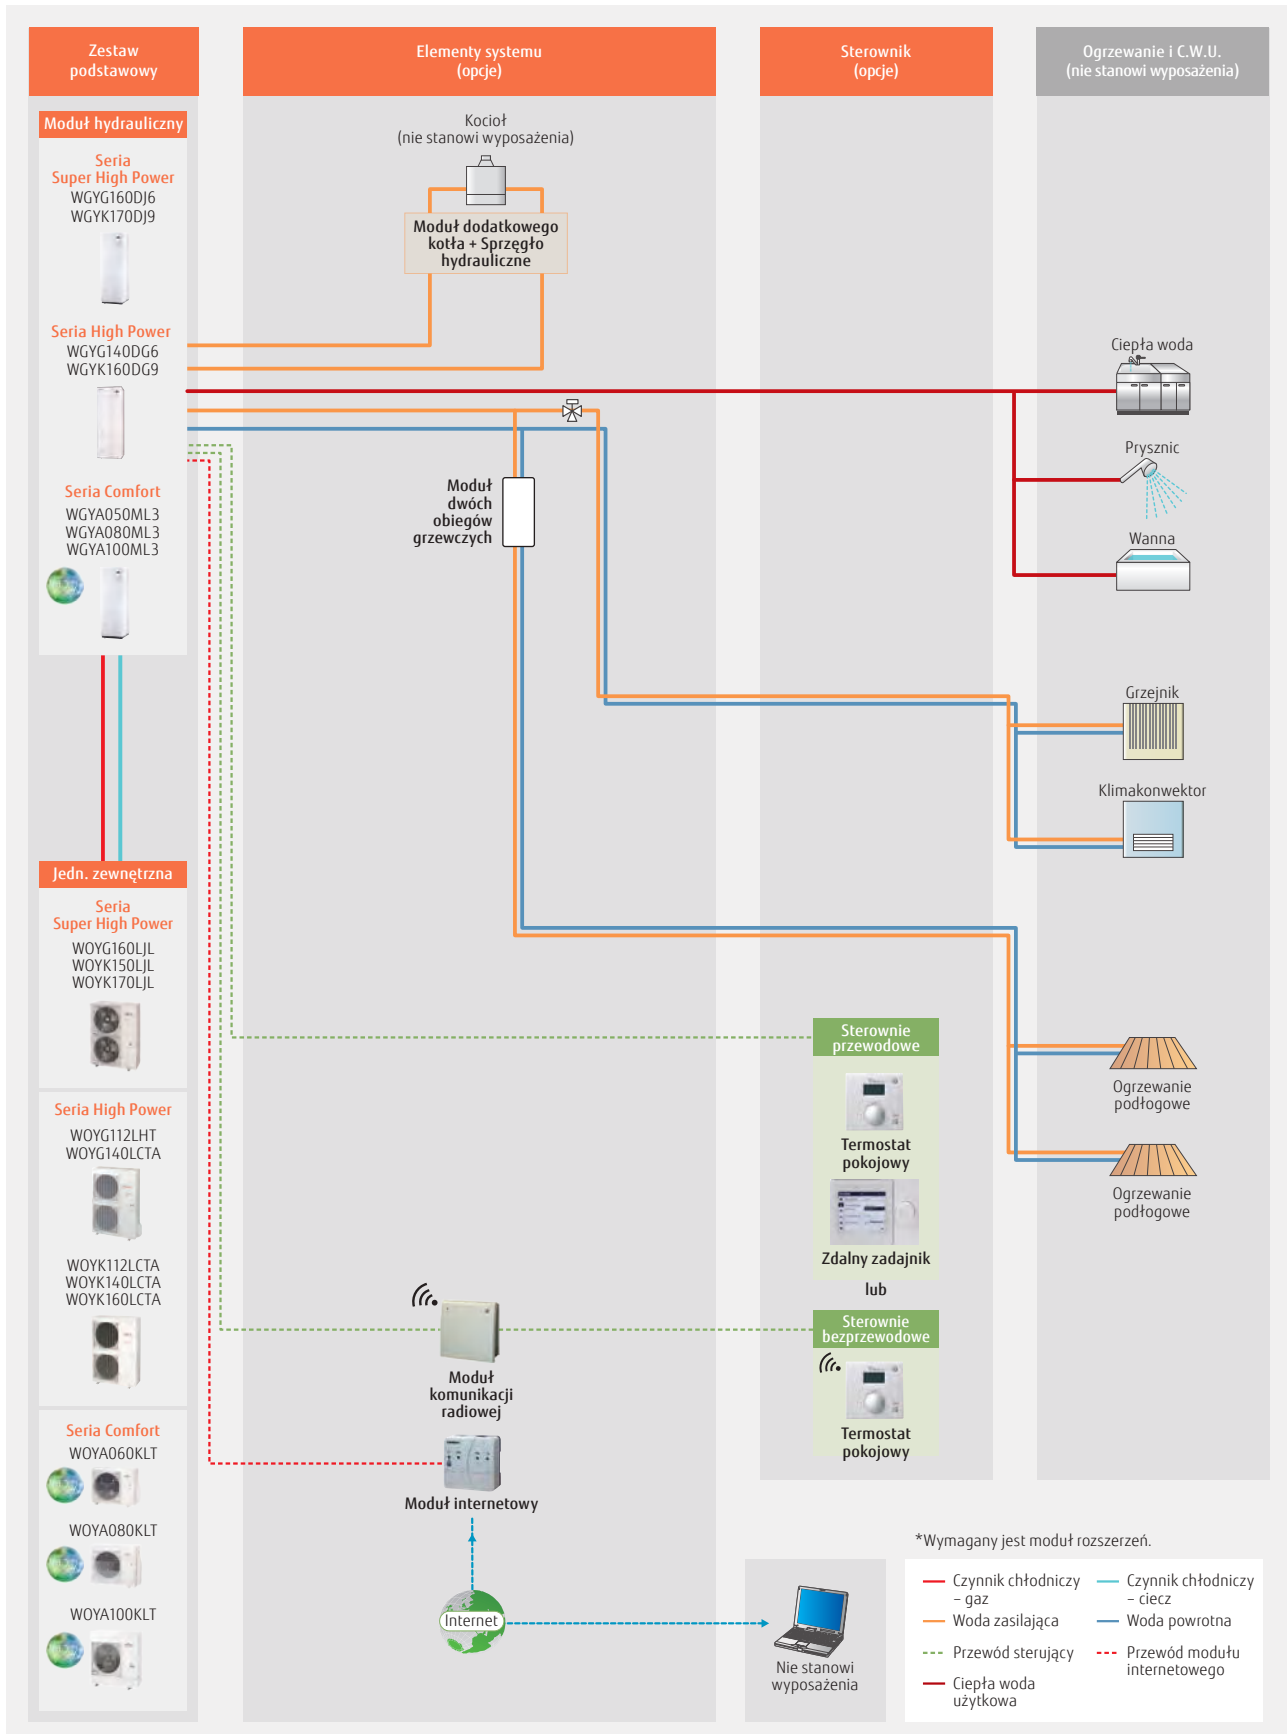 Zestaw
podstawowy
Elementy systemu
(opcje)
Sterownik
(opcje)
Ogrzewanie i C.W.U.
(nie stanowi wyposażenia)
Moduł hydrauliczny
Seria
Super High Power
WGYG160DJ6
WGYK170DJ9
Seria High Power
WGYG140DG6
WGYK160DG9
Seria Comfort
WGYA050ML3
WGYA080ML3
WGYA100ML3
Jedn. zewnętrzna
Seria
Super High Power
WOYG160LJL
WOYK150LJL
WOYK170LJL
Seria High Power
WOYG112LHT
WOYG140LCTA
WOYK112LCTA
WOYK140LCTA
WOYK160LCTA
Seria Comfort
WOYA060KLT
WOYA080KLT
WOYA100KLT
Kocioł
(nie stanowi wyposażenia)
Moduł dodatkowego
kotła + Sprzęgło
hydrauliczne
Moduł
dwóch
obiegów
grzewczych
Moduł
komunikacji
radiowej
Moduł internetowy
Internet
Sterownie
przewodowe
Termostat
pokojowy
Zdalny zadajnik
lub
Sterownie
bezprzewodowe
Termostat
pokojowy
Nie stanowi
wyposażenia
Ciepła woda
Prysznic
Wanna
Grzejnik
Klimakonwektor
Ogrzewanie
podłogowe
Ogrzewanie
podłogowe
*Wymagany jest moduł rozszerzeń.
Czynnik chłodniczy
– gaz
Czynnik chłodniczy
– ciecz
Woda zasilająca
Woda powrotna
Przewód sterujący
Przewód modułu
internetowego
Ciepła woda
użytkowa